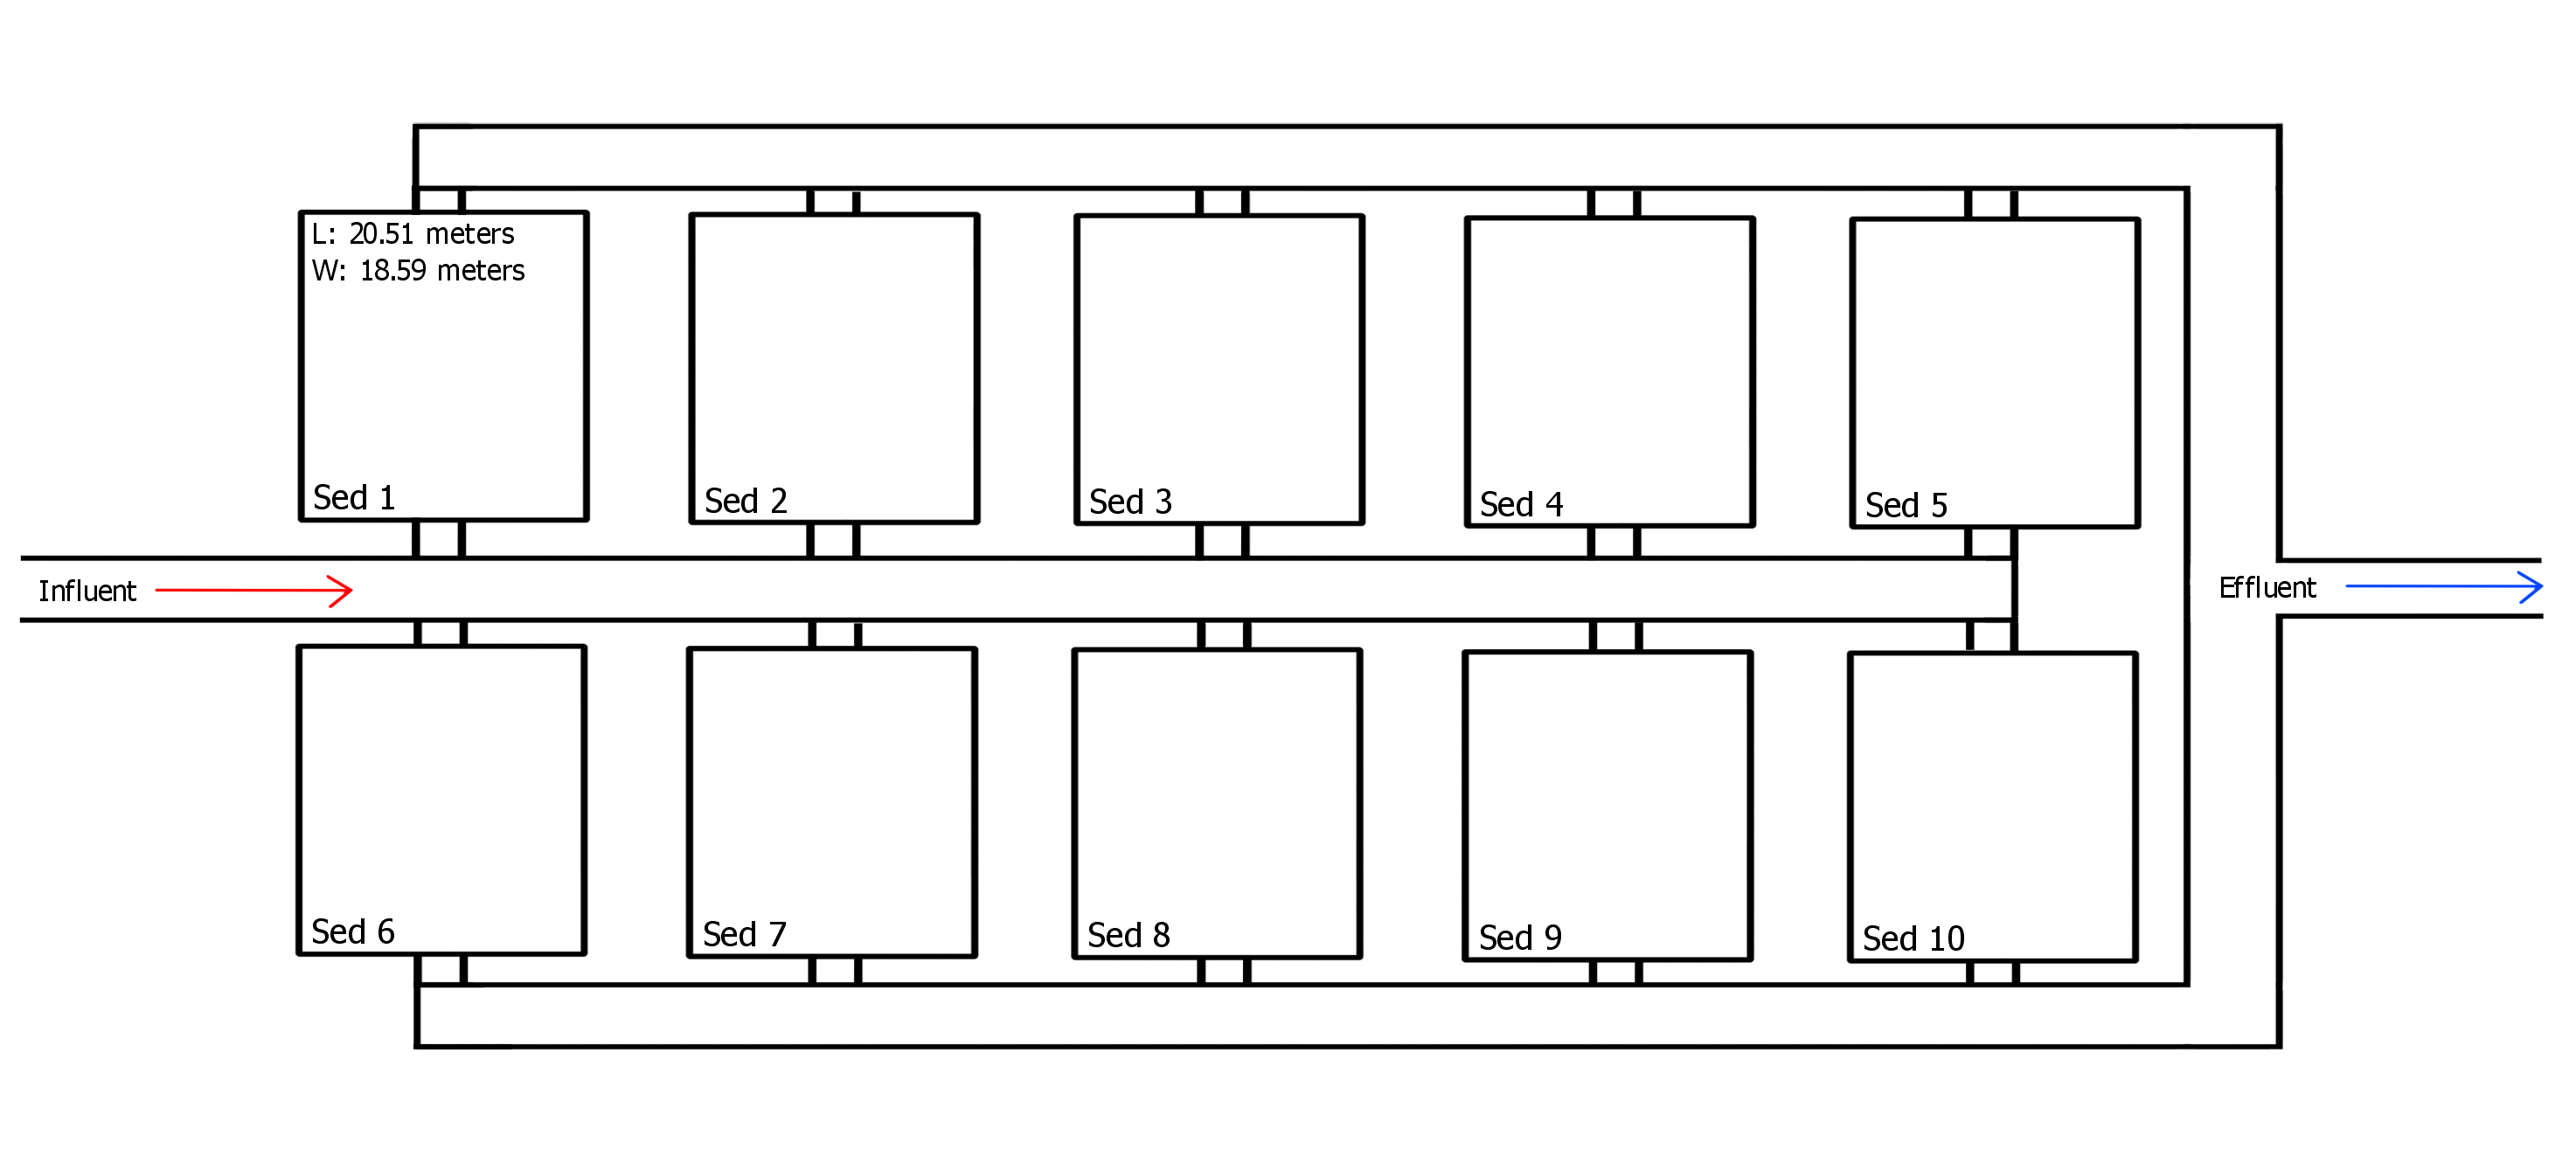 L: 20.51 meters
W: 18.59 meters
Sed 1
Sed 2
Sed 3
Sed 4
Sed 5
Influent
Effluent
Sed 6
Sed 7
Sed 8
Sed 9
Sed 10